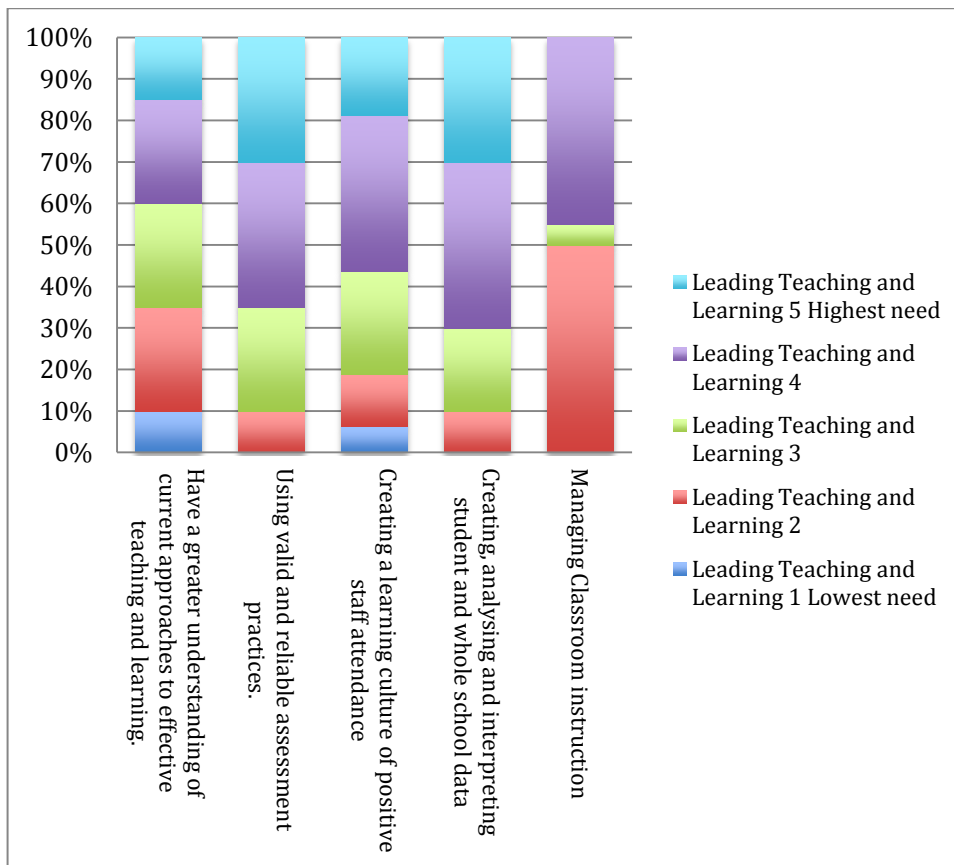 100%
90%
80%
70%
60%
50%
40%
30%
20%
10%
0%
Have a greater understanding of
current approaches to effective
teaching and learning.
Using valid and reliable assessment
practices.
Creating a learning culture of positive
staff attendance
Creating, analysing and interpreting
student and whole school data
Managing Classroom instruction
Leading Teaching and
Learning 5 Highest need
Leading Teaching and
Learning 4
Leading Teaching and
Learning 3
Leading Teaching and
Learning 2
Leading Teaching and
Learning 1 Lowest need